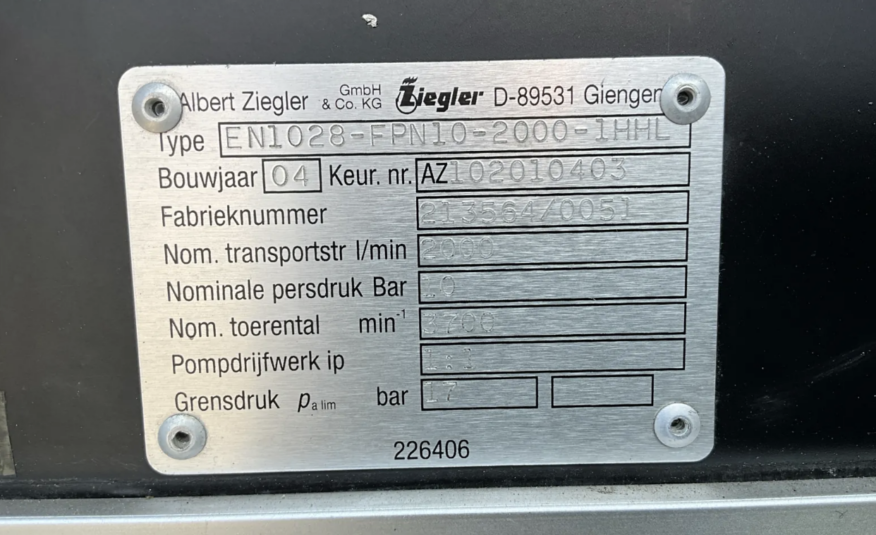 Albert Ziegler GmbH & Co. KG Ziegler D-89531 Giengen
Type EN1028-FPN10-2000-1HHL
Bouwjaar 04 Keur. nr. AZ102010403
Fabrieknummer 213564/0051
Nom. transportstr l/min 2000
Nominale persdruk Bar 10
Nom. toerental min⁻¹ 2700
Pompdrijfwerk ip
Grensdruk pa lim bar 17
226406